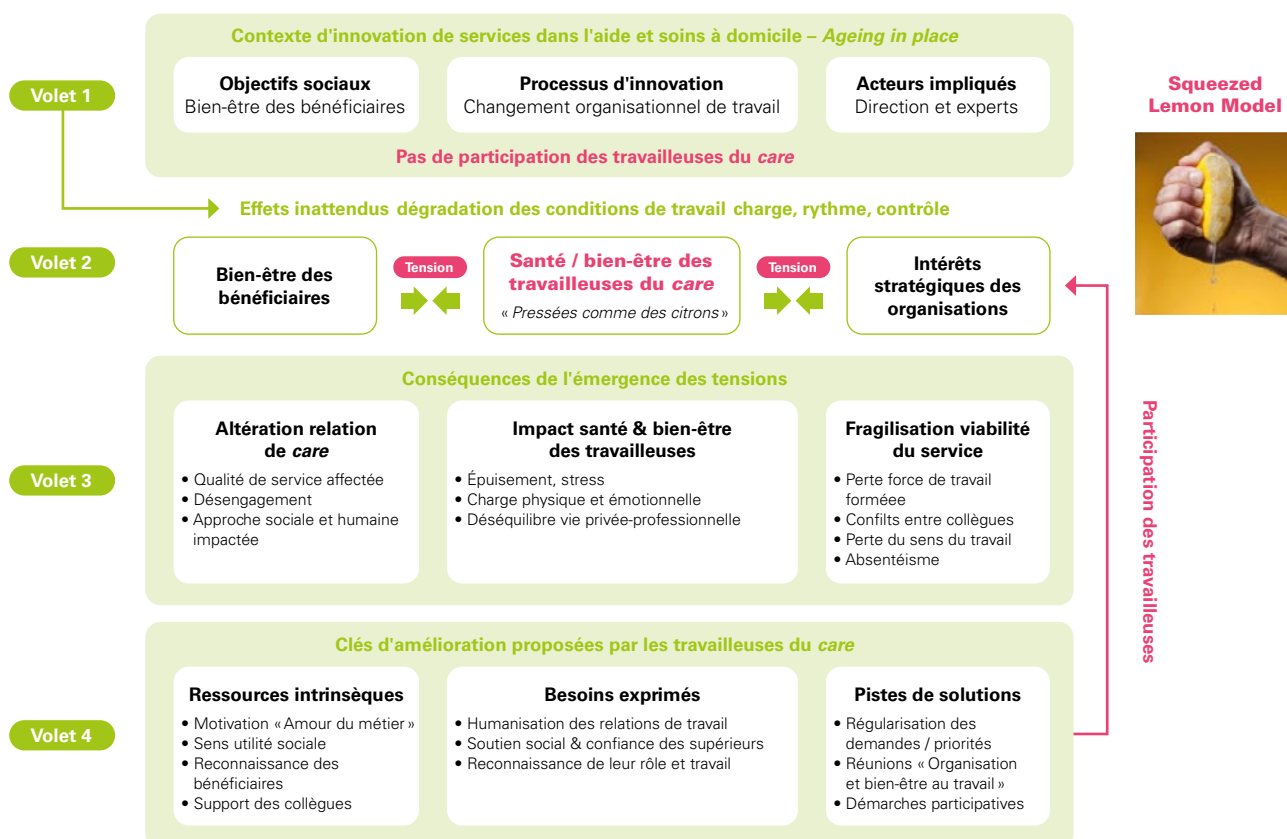 Contexte d'innovation de services dans l'aide et soins à domicile – Ageing in place
Volet 1
Objectifs sociaux
Bien-être des bénéficiaires
Processus d'innovation
Changement organisationnel de travail
Acteurs impliqués
Direction et experts
Pas de participation des travailleuses du care
Squeezed
Lemon Model
Effets inattendus dégradation des conditions de travail charge, rythme, contrôle
Volet 2
Bien-être des
bénéficiaires
Tension
Santé / bien-être des
travailleuses du care
« Pressées comme des citrons »
Tension
Intérêts
stratégiques des
organisations
Conséquences de l'émergence des tensions
Volet 3
Altération relation
de care
• Qualité de service affectée
• Désengagement
• Approche sociale et humaine
impactée
Impact santé & bien-être
des travailleuses
• Épuisement, stress
• Charge physique et émotionnelle
• Déséquilibre vie privée-professionnelle
Fragilisation viabilité
du service
• Perte force de travail
forméee
• Confilts entre collègues
• Perte du sens du travail
• Absentéisme
Participation des travailleuses
Clés d'amélioration proposées par les travailleuses du care
Volet 4
Ressources intrinsèques
• Motivation « Amour du métier »
• Sens utilité sociale
• Reconnaissance des
bénéficiaires
• Support des collègues
Besoins exprimés
• Humanisation des relations de travail
• Soutien social & confiance des supérieurs
• Reconnaissance de leur rôle et travail
Pistes de solutions
• Régularisation des
demandes / priorités
• Réunions « Organisation
et bien-être au travail »
• Démarches participatives